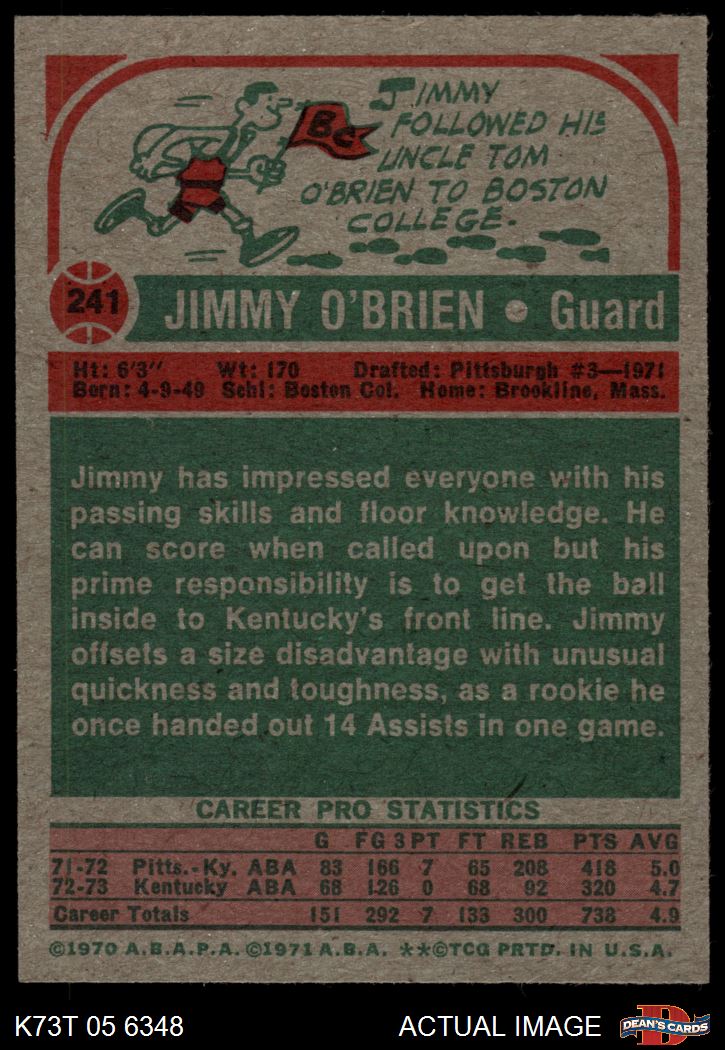 BC
JIMMY
FOLLOWED HIS
UNCLE TOM
O'BRIEN TO BOSTON
COLLEGE.
241
JIMMY O'BRIEN • Guard
Ht: 6'3" Wt: 170 Drafted: Pittsburgh #3—1971
Born: 4-9-49 Schl: Boston Col. Home: Brookline, Mass.
Jimmy has impressed everyone with his
passing skills and floor knowledge. He
can score when called upon but his
prime responsibility is to get the ball
inside to Kentucky's front line. Jimmy
offsets a size disadvantage with unusual
quickness and toughness, as a rookie he
once handed out 14 Assists in one game.
CAREER PRO STATISTICS
G FG 3PT FT REB PTS AVG
71-72 Pitts.-Ky. ABA 83 166 7 65 208 418 5.0
72-73 Kentucky ABA 68 126 0 68 92 320 4.7
Career Totals 151 292 7 133 300 738 4.9
©1970 A.B.A.P.A. ©1971 A.B.A. **©TCG PRTD. IN U.S.A.
K73T 05 6348 ACTUAL IMAGE
D
DEAN'S CARDS